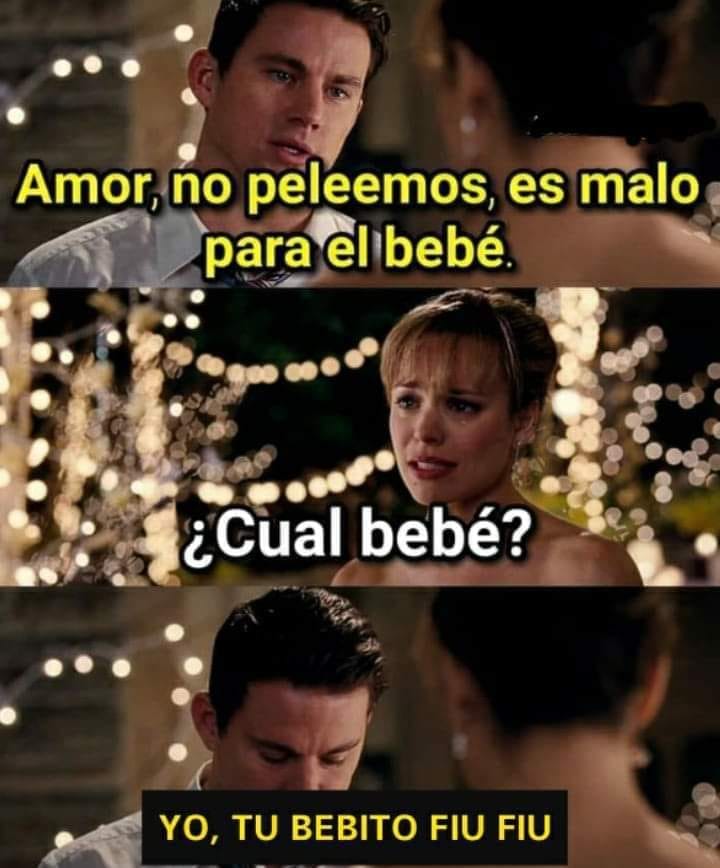 Amor, no peleemos, es malo
para el bebé.
¿Cual bebé?
YO, TU BEBITO FIU FIU